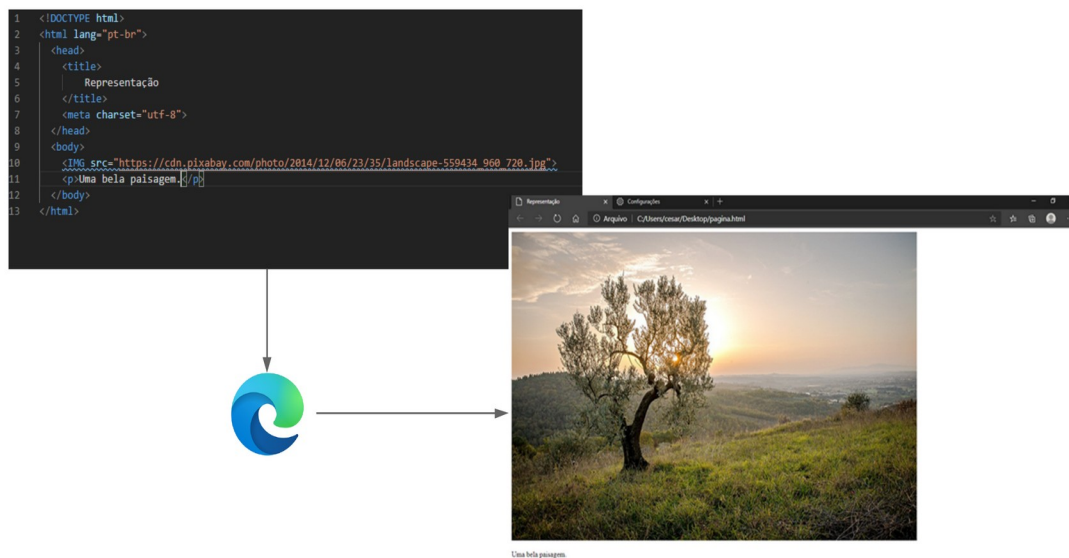 1 <!DOCTYPE html>
2 <html lang="pt-br">
3 <head>
4 <title>
5 Representação
6 </title>
7 <meta charset="utf-8">
8 </head>
9 <body>
10 <IMG src="https://cdn.pixabay.com/photo/2014/12/06/23/35/landscape-559434_960_720.jpg">
11 <p>Uma bela paisagem.</p>
12 </body>
13 </html>
Representação Configurações
Arquivo C:/Users/cesar/Desktop/pagina.html
Uma bela paisagem.